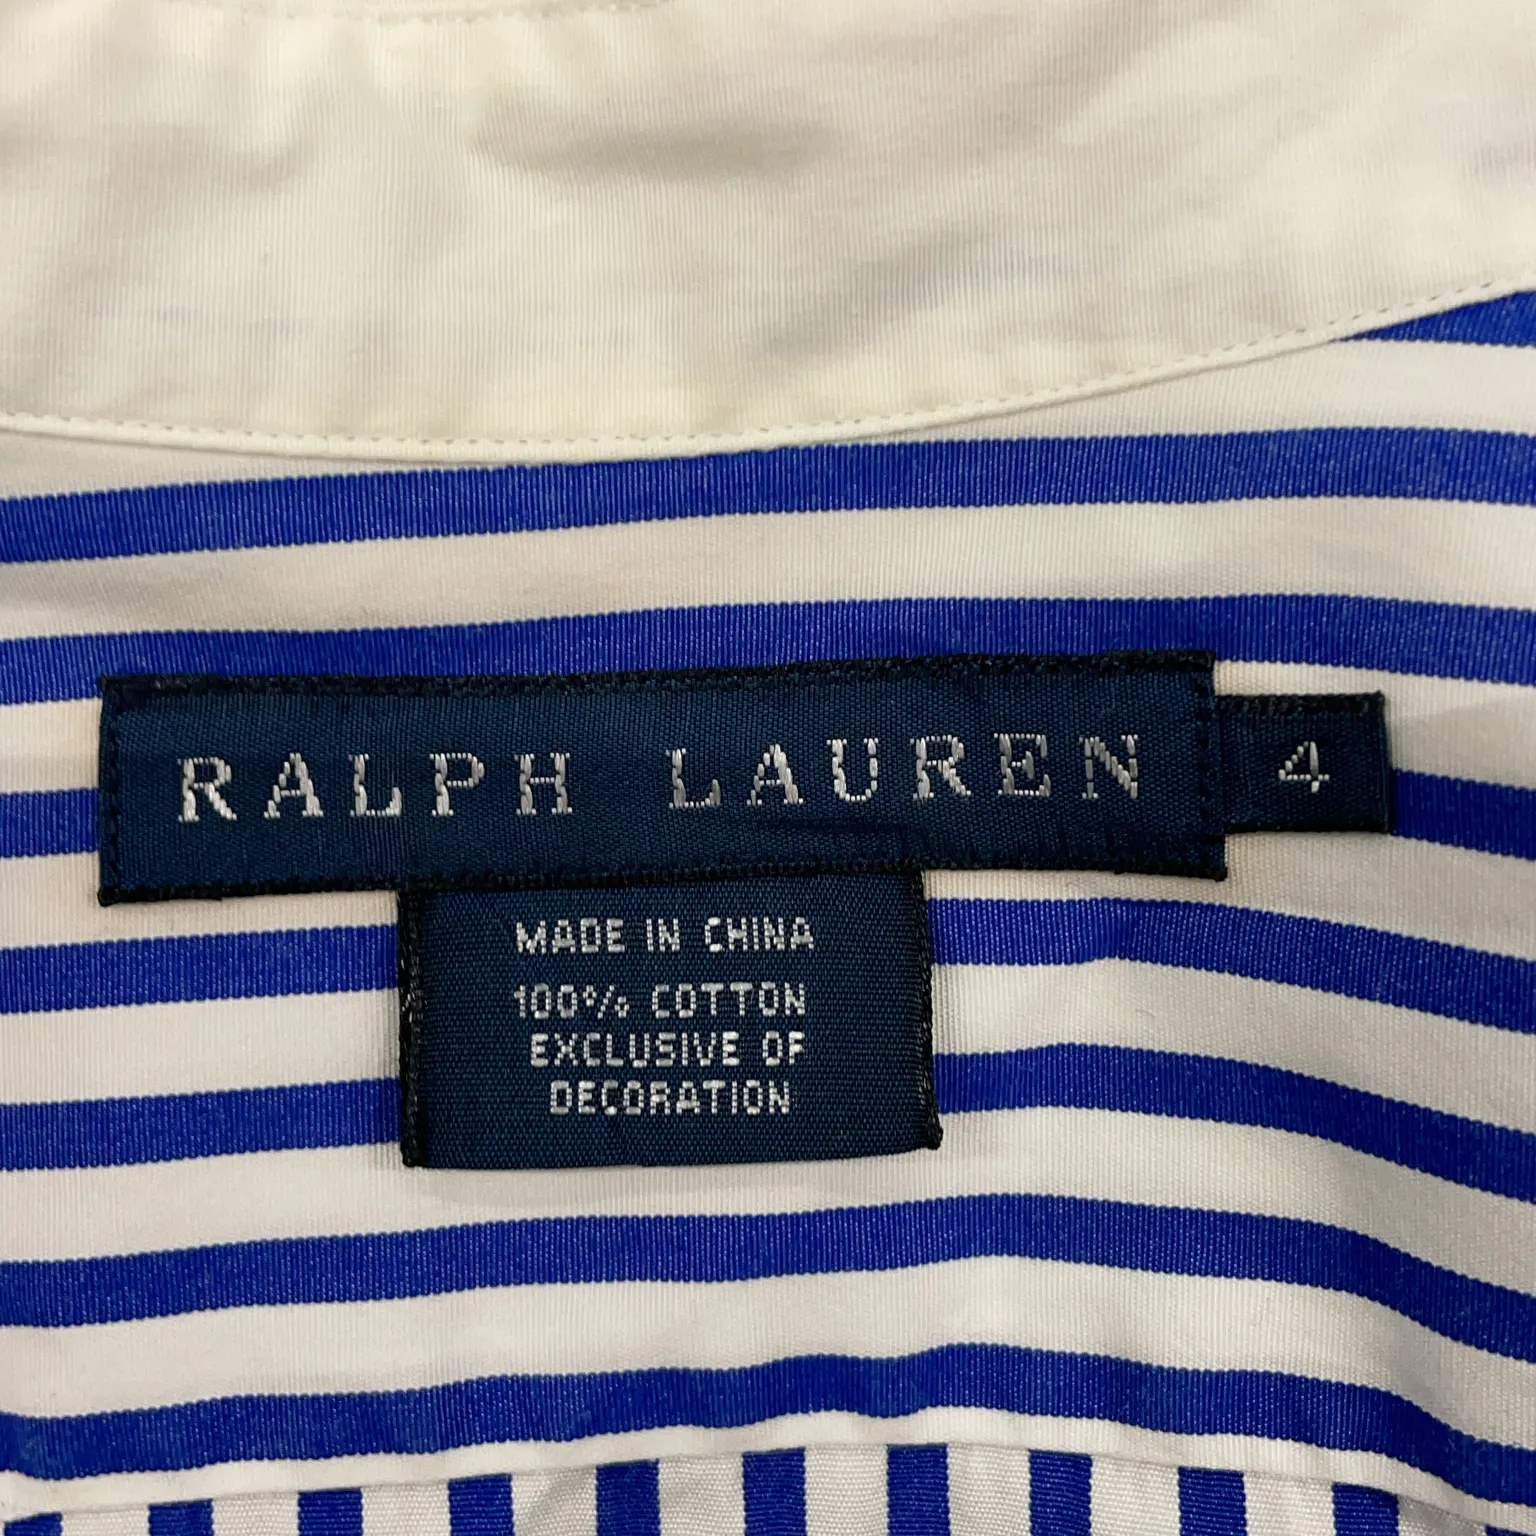 RALPH LAUREN
4
MADE IN CHINA
100% COTTON
EXCLUSIVE OF
DECORATION